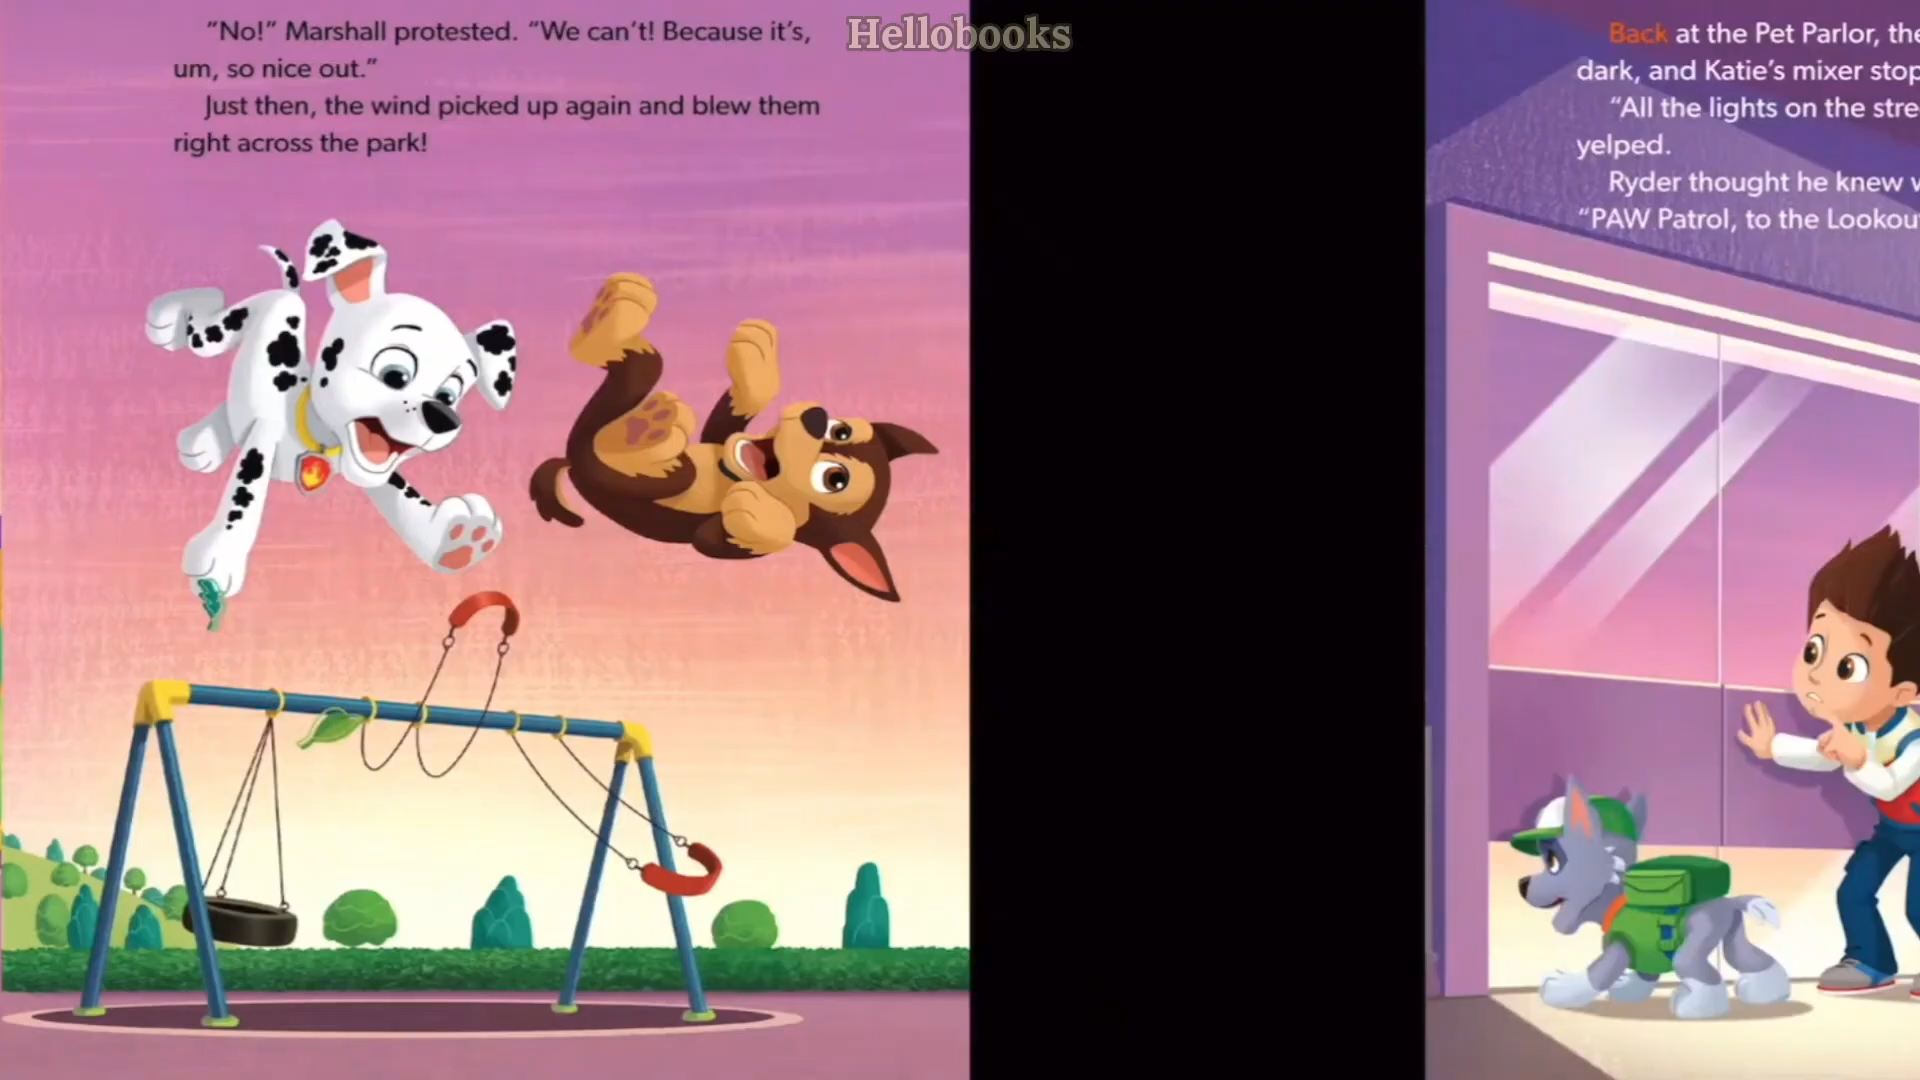 “No!” Marshall protested. “We can’t! Because it’s,
um, so nice out.”
Just then, the wind picked up again and blew them
right across the park!
Hellobooks
Back at the Pet Parlor, the
dark, and Katie’s mixer stop
“All the lights on the stre
yelped.
Ryder thought he knew w
“PAW Patrol, to the Lookou